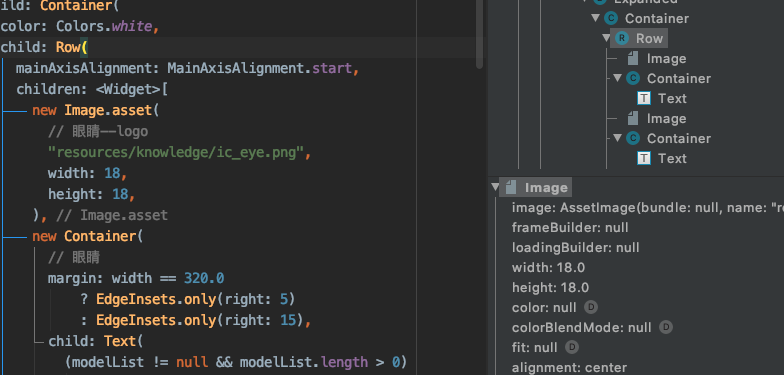 ild: Container(
color: Colors.white,
child: Row(
mainAxisAlignment: MainAxisAlignment.start,
children: <Widget>[
new Image.asset(
// 眼睛--logo
"resources/knowledge/ic_eye.png",
width: 18,
height: 18,
), // Image.asset
new Container(
// 眼睛
margin: width == 320.0
? EdgeInsets.only(right: 5)
: EdgeInsets.only(right: 15),
child: Text(
(modelList != null && modelList.length > 0)
Expanded
C Container
R Row
Image
C Container
T Text
Image
C Container
T Text
Image
image: AssetImage(bundle: null, name: "re
frameBuilder: null
loadingBuilder: null
width: 18.0
height: 18.0
color: null D
colorBlendMode: null D
fit: null D
alignment: center